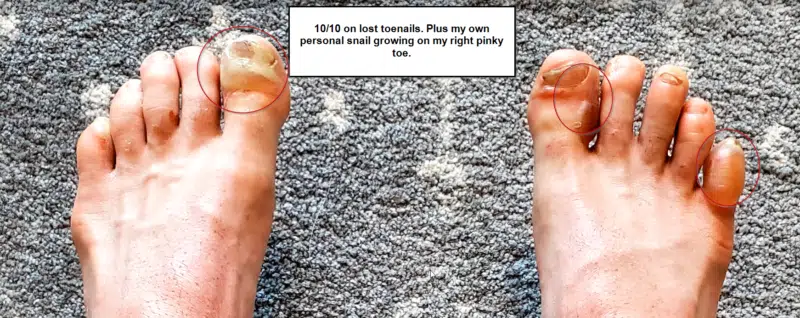 10/10 on lost toenails. Plus my own
personal snail growing on my right pinky
toe.